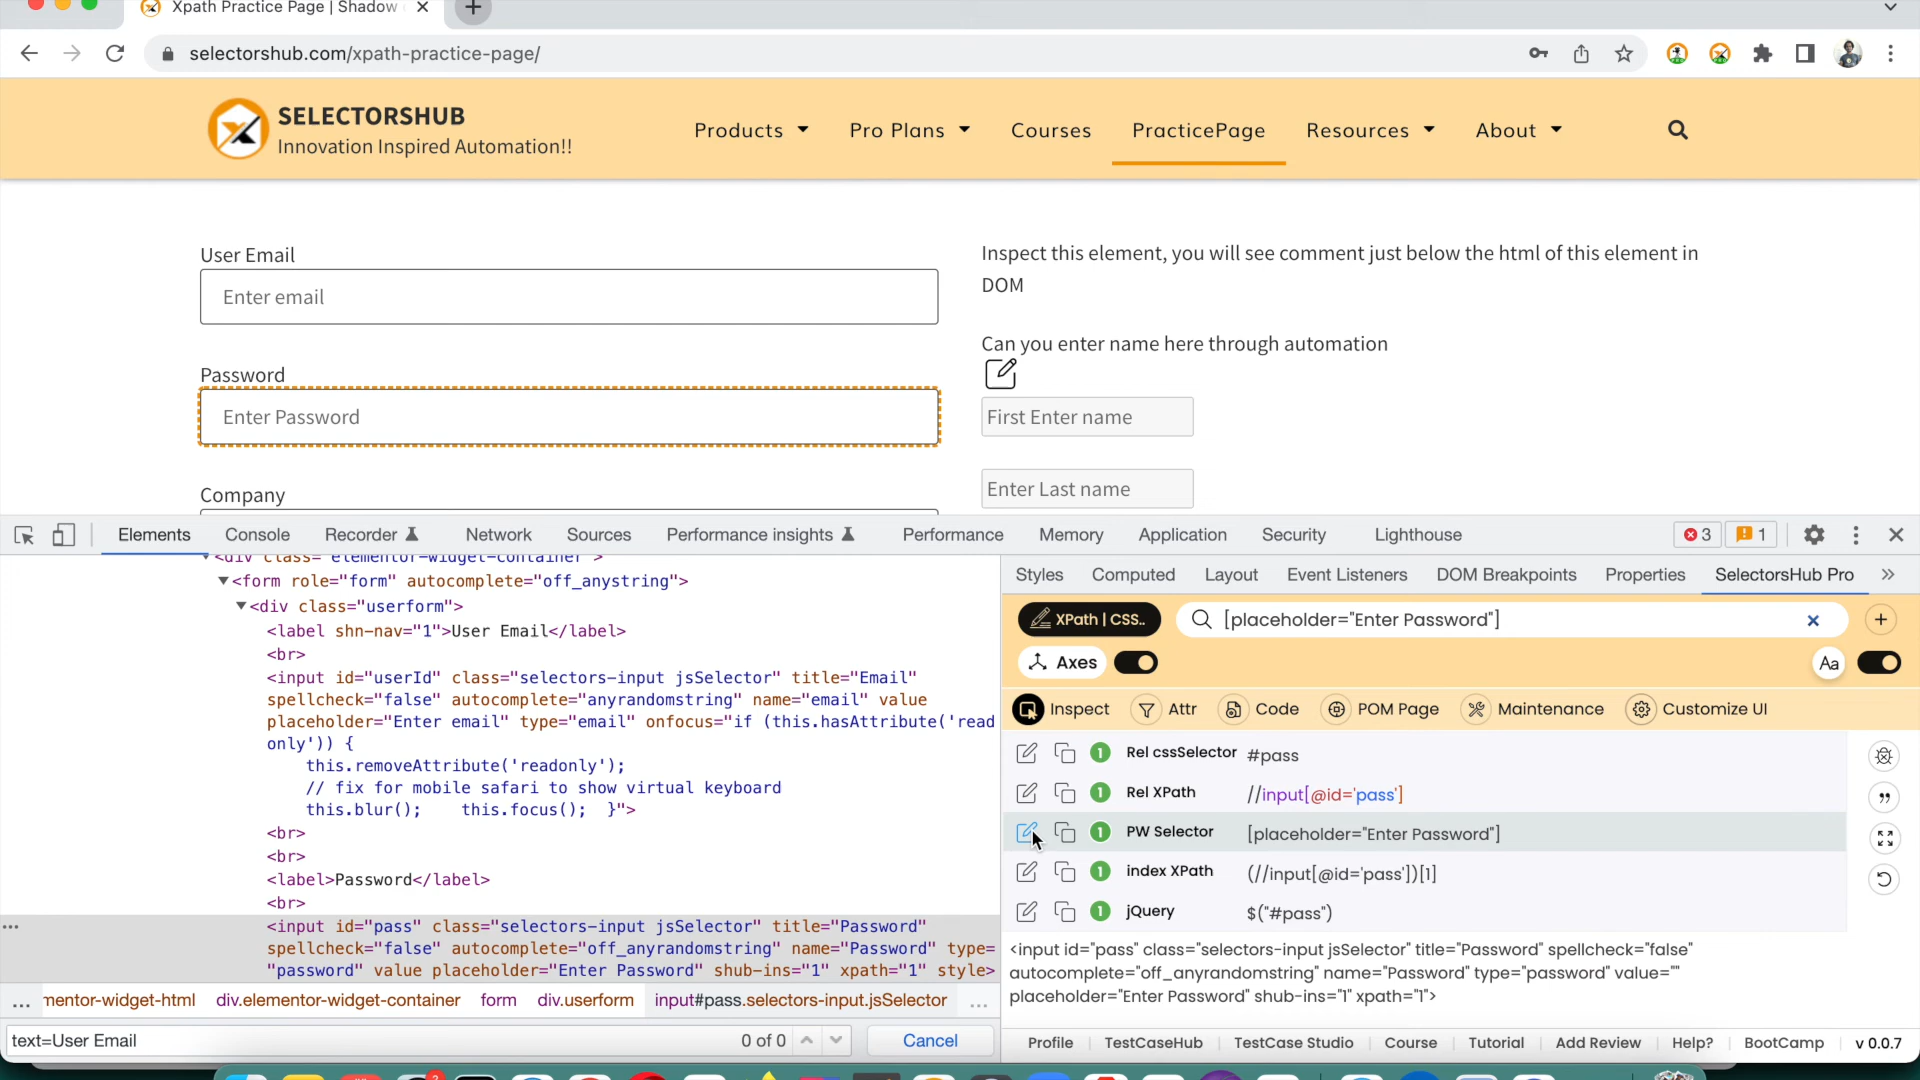 Xpath Practice Page | Shadow
selectorshub.com/xpath-practice-page/
SELECTORSHUB
Innovation Inspired Automation!!
Products
Pro Plans
Courses
PracticePage
Resources
About
User Email
Enter email
Password
Enter Password
Company
Inspect this element, you will see comment just below the html of this element in
DOM
Can you enter name here through automation
First Enter name
Enter Last name
Elements
Console
Recorder
Network
Sources
Performance insights
Performance
Memory
Application
Security
Lighthouse
3
1
<div class="elementor-widget-container">
<form role="form" autocomplete="off_anystring">
<div class="userform">
<label shn-nav="1">User Email</label>
<br>
<input id="userId" class="selectors-input jsSelector" title="Email"
spellcheck="false" autocomplete="anyrandomstring" name="email" value
placeholder="Enter email" type="email" onfocus="if (this.hasAttribute('read
only')) {
this.removeAttribute('readonly');
// fix for mobile safari to show virtual keyboard
this.blur();    this.focus();  }">
<br>
<br>
<label>Password</label>
<br>
<input id="pass" class="selectors-input jsSelector" title="Password"
spellcheck="false" autocomplete="off_anyrandomstring" name="Password" type=
"password" value placeholder="Enter Password" shub-ins="1" xpath="1" style>
... mentor-widget-html div.elementor-widget-container form div.userform input#pass.selectors-input.jsSelector ...
text=User Email
0 of 0
Cancel
Styles
Computed
Layout
Event Listeners
DOM Breakpoints
Properties
SelectorsHub Pro
XPath | CSS..
[placeholder="Enter Password"]
Axes
Aa
Inspect
Attr
Code
POM Page
Maintenance
Customize UI
1 Rel cssSelector #pass
1 Rel XPath //input[@id='pass']
1 PW Selector [placeholder="Enter Password"]
1 index XPath (//input[@id='pass'])[1]
1 jQuery $("#pass")
<input id="pass" class="selectors-input jsSelector" title="Password" spellcheck="false"
autocomplete="off_anyrandomstring" name="Password" type="password" value=""
placeholder="Enter Password" shub-ins="1" xpath="1">
Profile
TestCaseHub
TestCase Studio
Course
Tutorial
Add Review
Help?
BootCamp
v 0.0.7